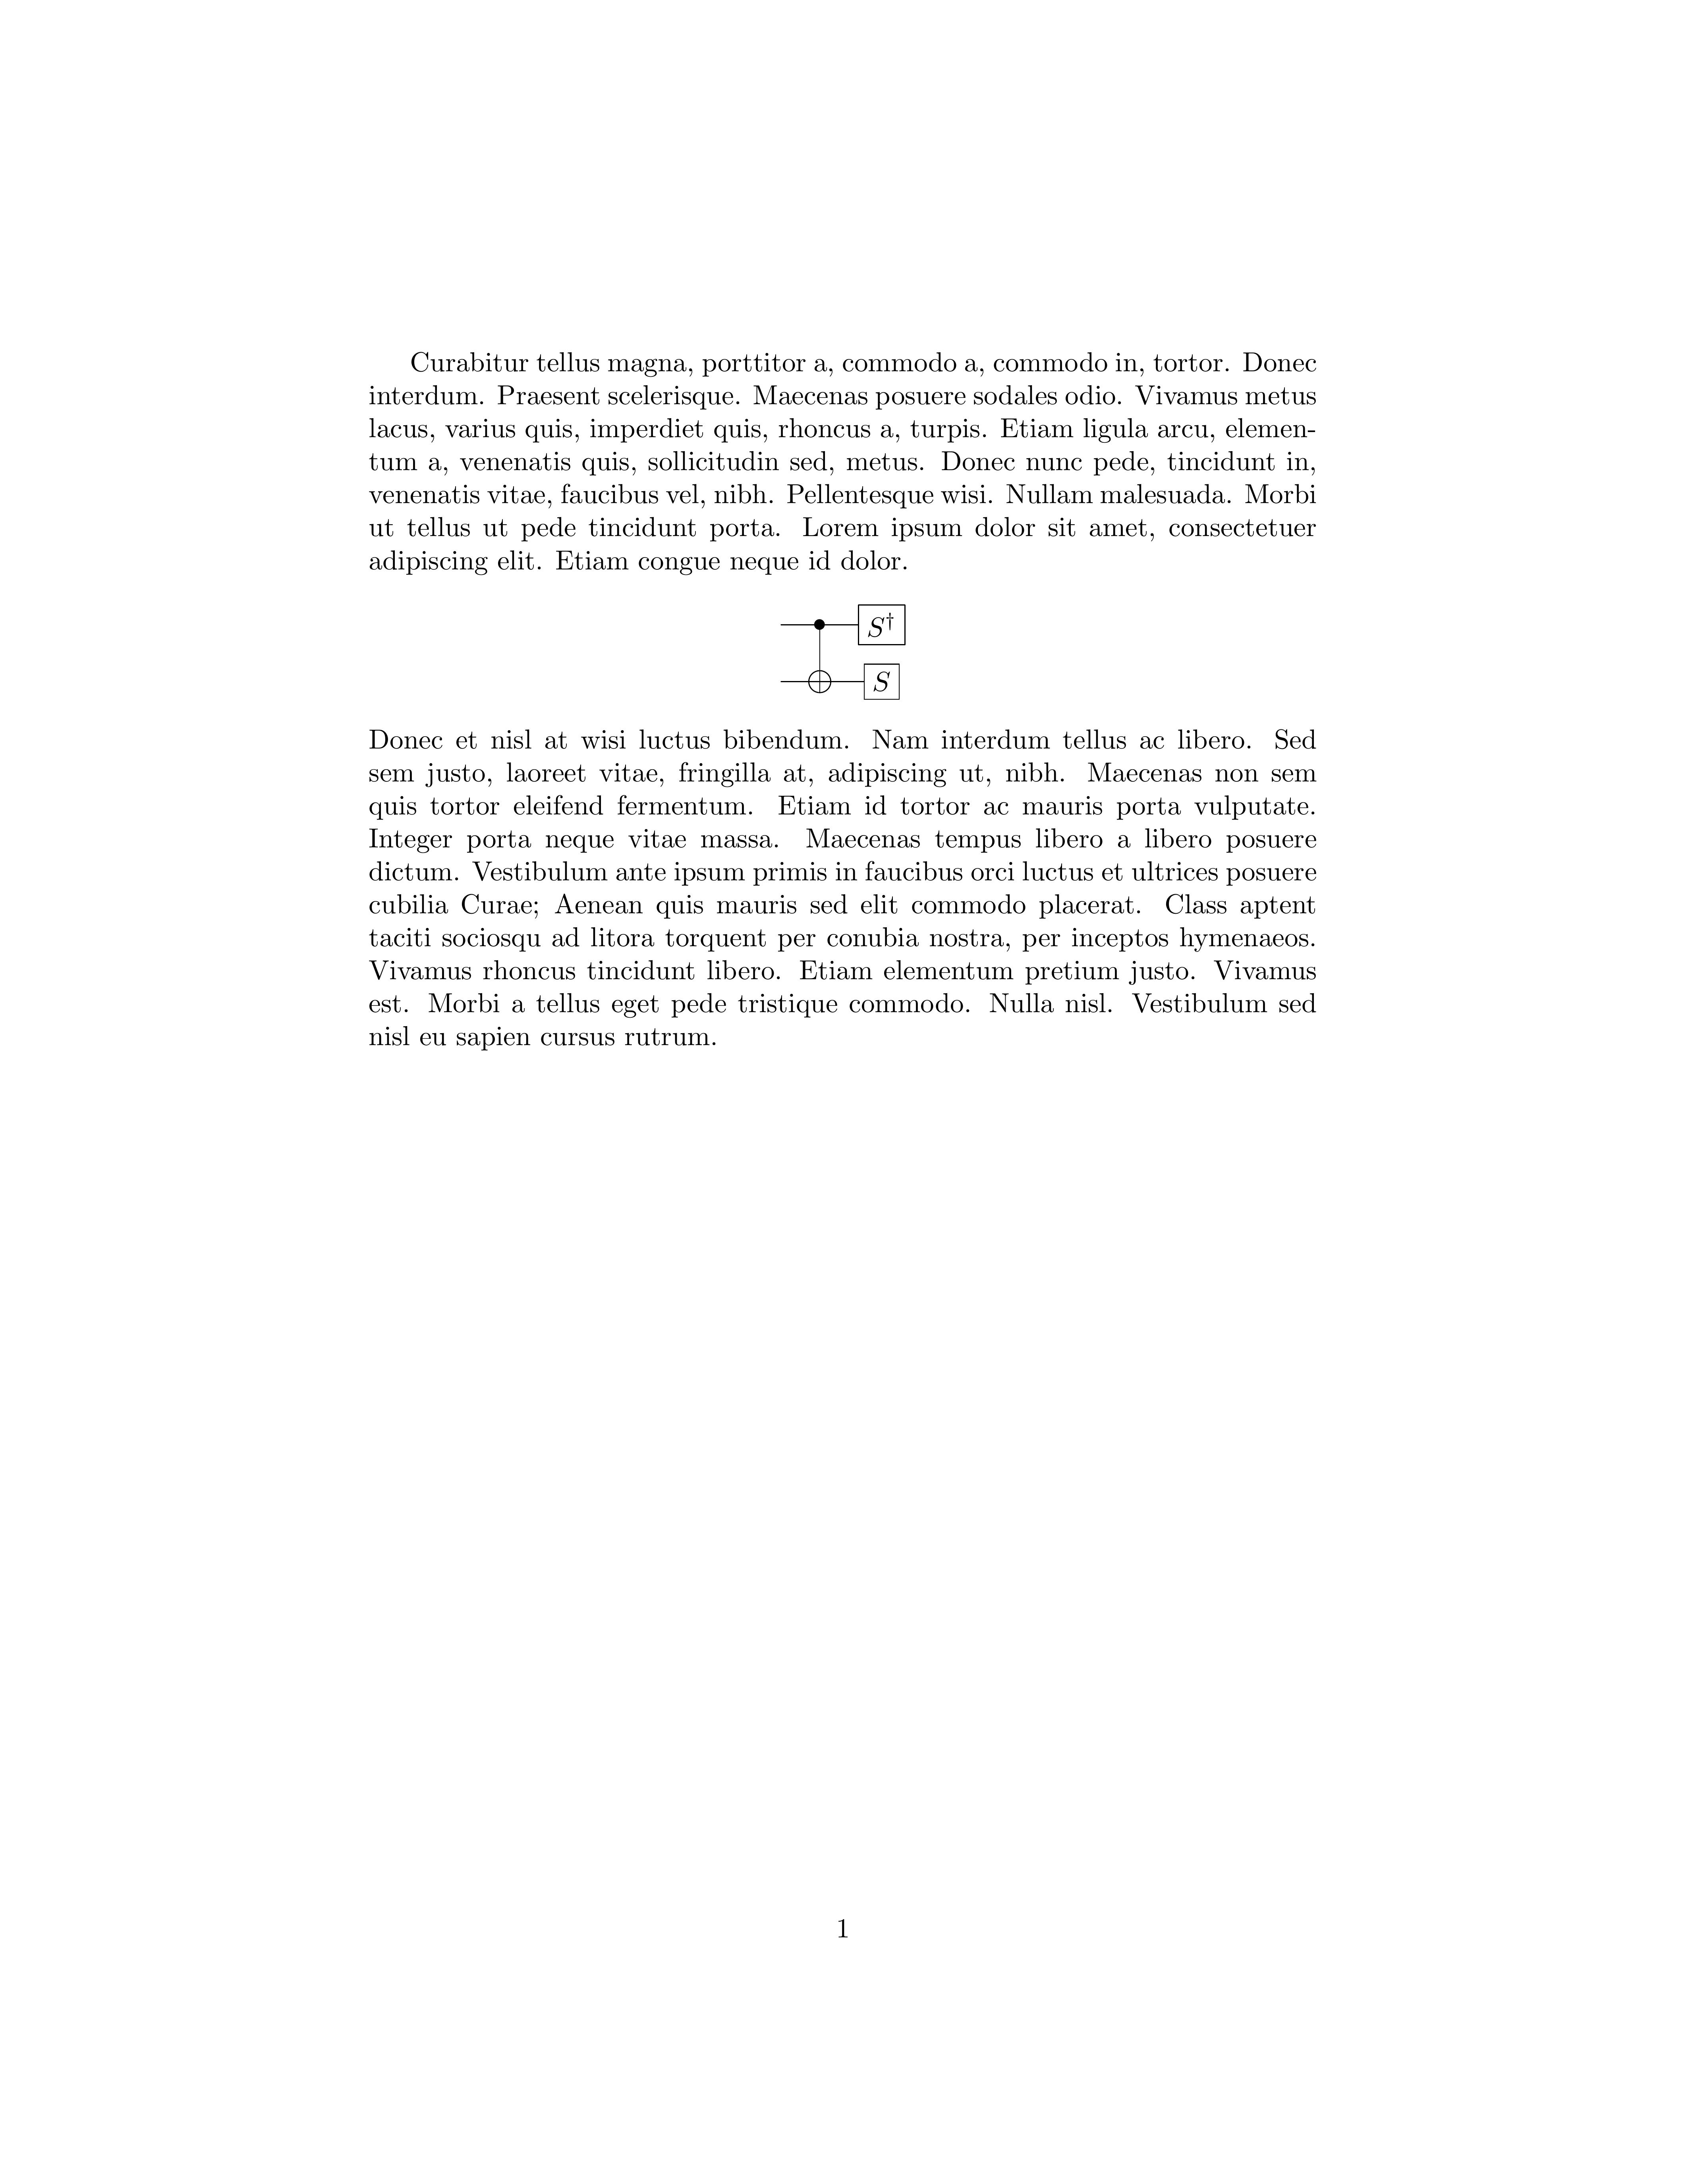 Curabitur tellus magna, porttitor a, commodo a, commodo in, tortor. Donec
interdum. Praesent scelerisque. Maecenas posuere sodales odio. Vivamus metus
lacus, varius quis, imperdiet quis, rhoncus a, turpis. Etiam ligula arcu, elemen-
tum a, venenatis quis, sollicitudin sed, metus. Donec nunc pede, tincidunt in,
venenatis vitae, faucibus vel, nibh. Pellentesque wisi. Nullam malesuada. Morbi
ut tellus ut pede tincidunt porta. Lorem ipsum dolor sit amet, consectetuer
adipiscing elit. Etiam congue neque id dolor.
S†
S
Donec et nisl at wisi luctus bibendum. Nam interdum tellus ac libero. Sed
sem justo, laoreet vitae, fringilla at, adipiscing ut, nibh. Maecenas non sem
quis tortor eleifend fermentum. Etiam id tortor ac mauris porta vulputate.
Integer porta neque vitae massa. Maecenas tempus libero a libero posuere
dictum. Vestibulum ante ipsum primis in faucibus orci luctus et ultrices posuere
cubilia Curae; Aenean quis mauris sed elit commodo placerat. Class aptent
taciti sociosqu ad litora torquent per conubia nostra, per inceptos hymenaeos.
Vivamus rhoncus tincidunt libero. Etiam elementum pretium justo. Vivamus
est. Morbi a tellus eget pede tristique commodo. Nulla nisl. Vestibulum sed
nisl eu sapien cursus rutrum.
1